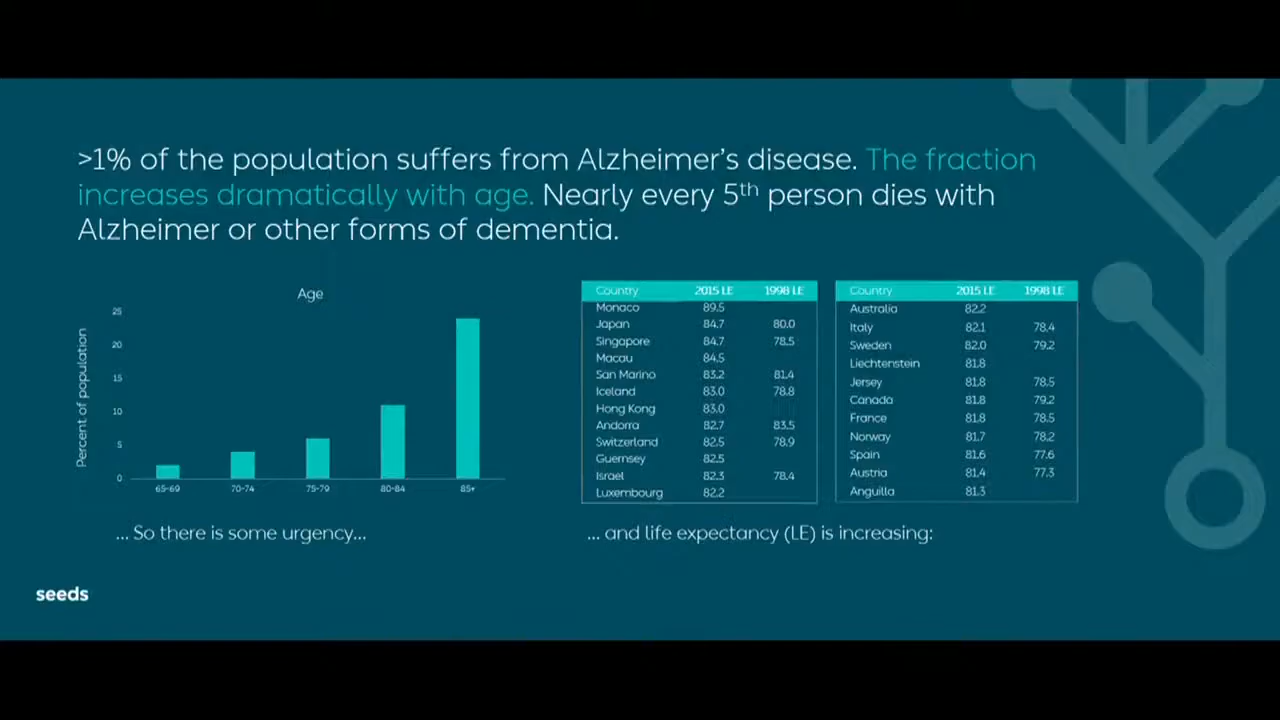 >1% of the population suffers from Alzheimer's disease. The fraction
increases dramatically with age. Nearly every 5th person dies with
Alzheimer or other forms of dementia.
Age
Percent of population
25
20
15
10
5
0
65-69 70-74 75-79 80-84 85+
... So there is some urgency...
Country 2015 LE 1998 LE
Monaco 89.5
Japan 84.7 80.0
Singapore 84.7 78.5
Macau 84.5
San Marino 83.2 81.4
Iceland 83.0 78.8
Hong Kong 83.0
Andorra 82.7 83.5
Switzerland 82.5 78.9
Guernsey 82.5
Israel 82.3 78.4
Luxembourg 82.2
Country 2015 LE 1998 LE
Australia 82.2
Italy 82.1 78.4
Sweden 82.0 79.2
Liechtenstein 81.8
Jersey 81.8 78.5
Canada 81.8 79.2
France 81.8 78.5
Norway 81.7 78.2
Spain 81.6 77.6
Austria 81.4 77.3
Anguilla 81.3
... and life expectancy (LE) is increasing:
seeds